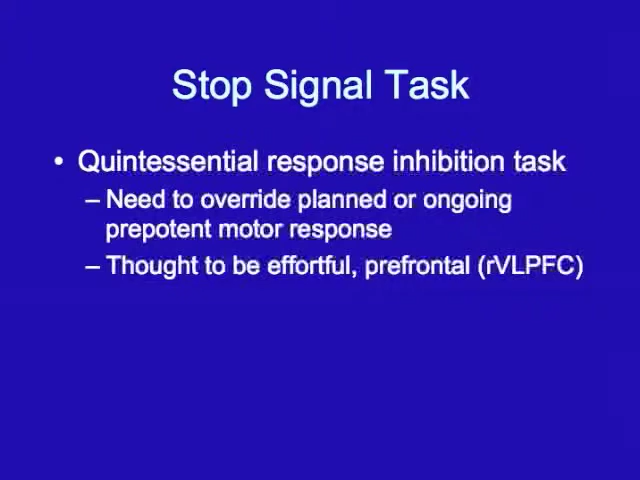 Stop Signal Task
• Quintessential response inhibition task
– Need to override planned or ongoing
prepotent motor response
– Thought to be effortful, prefrontal (rVLPFC)